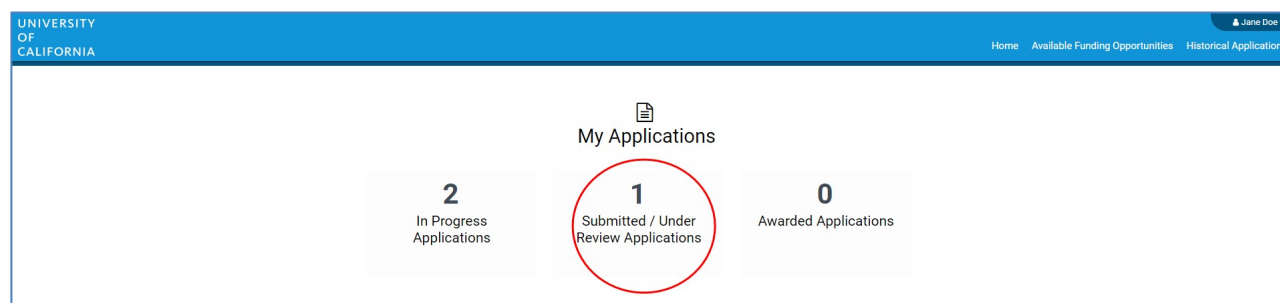 UNIVERSITY
OF
CALIFORNIA
Jane Doe
Home Available Funding Opportunities Historical Application
My Applications
2
In Progress
Applications
1
Submitted / Under
Review Applications
0
Awarded Applications